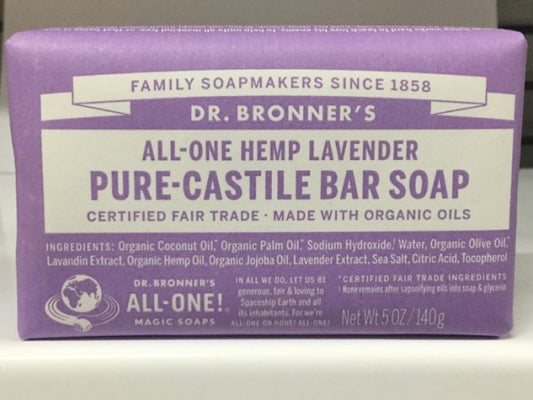 FAMILY SOAPMAKERS SINCE 1858
DR. BRONNER'S
ALL-ONE HEMP LAVENDER
PURE-CASTILE BAR SOAP
CERTIFIED FAIR TRADE · MADE WITH ORGANIC OILS
INGREDIENTS: Organic Coconut Oil,* Organic Palm Oil,* Sodium Hydroxide,† Water, Organic Olive Oil,*
Lavandin Extract, Organic Hemp Oil, Organic Jojoba Oil, Lavender Extract, Sea Salt, Citric Acid, Tocopherol
DR. BRONNER'S
ALL-ONE!
MAGIC SOAPS
IN ALL WE DO, LET US BE
generous, fair & loving to
Spaceship Earth and all
its inhabitants. For we're
ALL-ONE OR NONE! ALL-ONE!
*CERTIFIED FAIR TRADE INGREDIENTS
† None remains after saponifying oils into soap & glycerin
Net Wt 5 OZ/140g